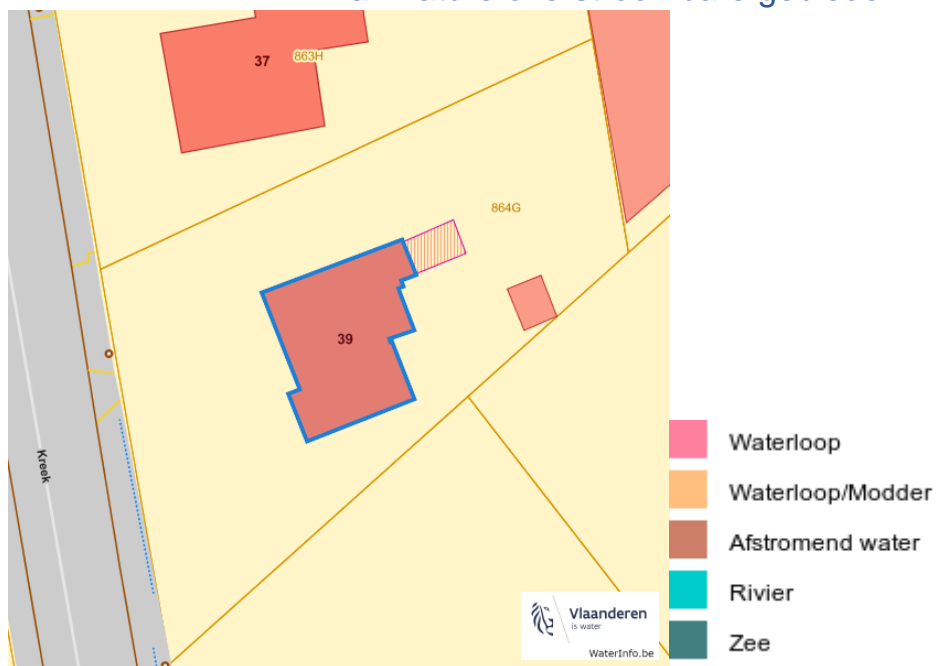 37
863H
864G
39
Kreek
Waterloop
Waterloop/Modder
Afstromend water
Rivier
Zee
Vlaanderen
is water
WaterInfo.be